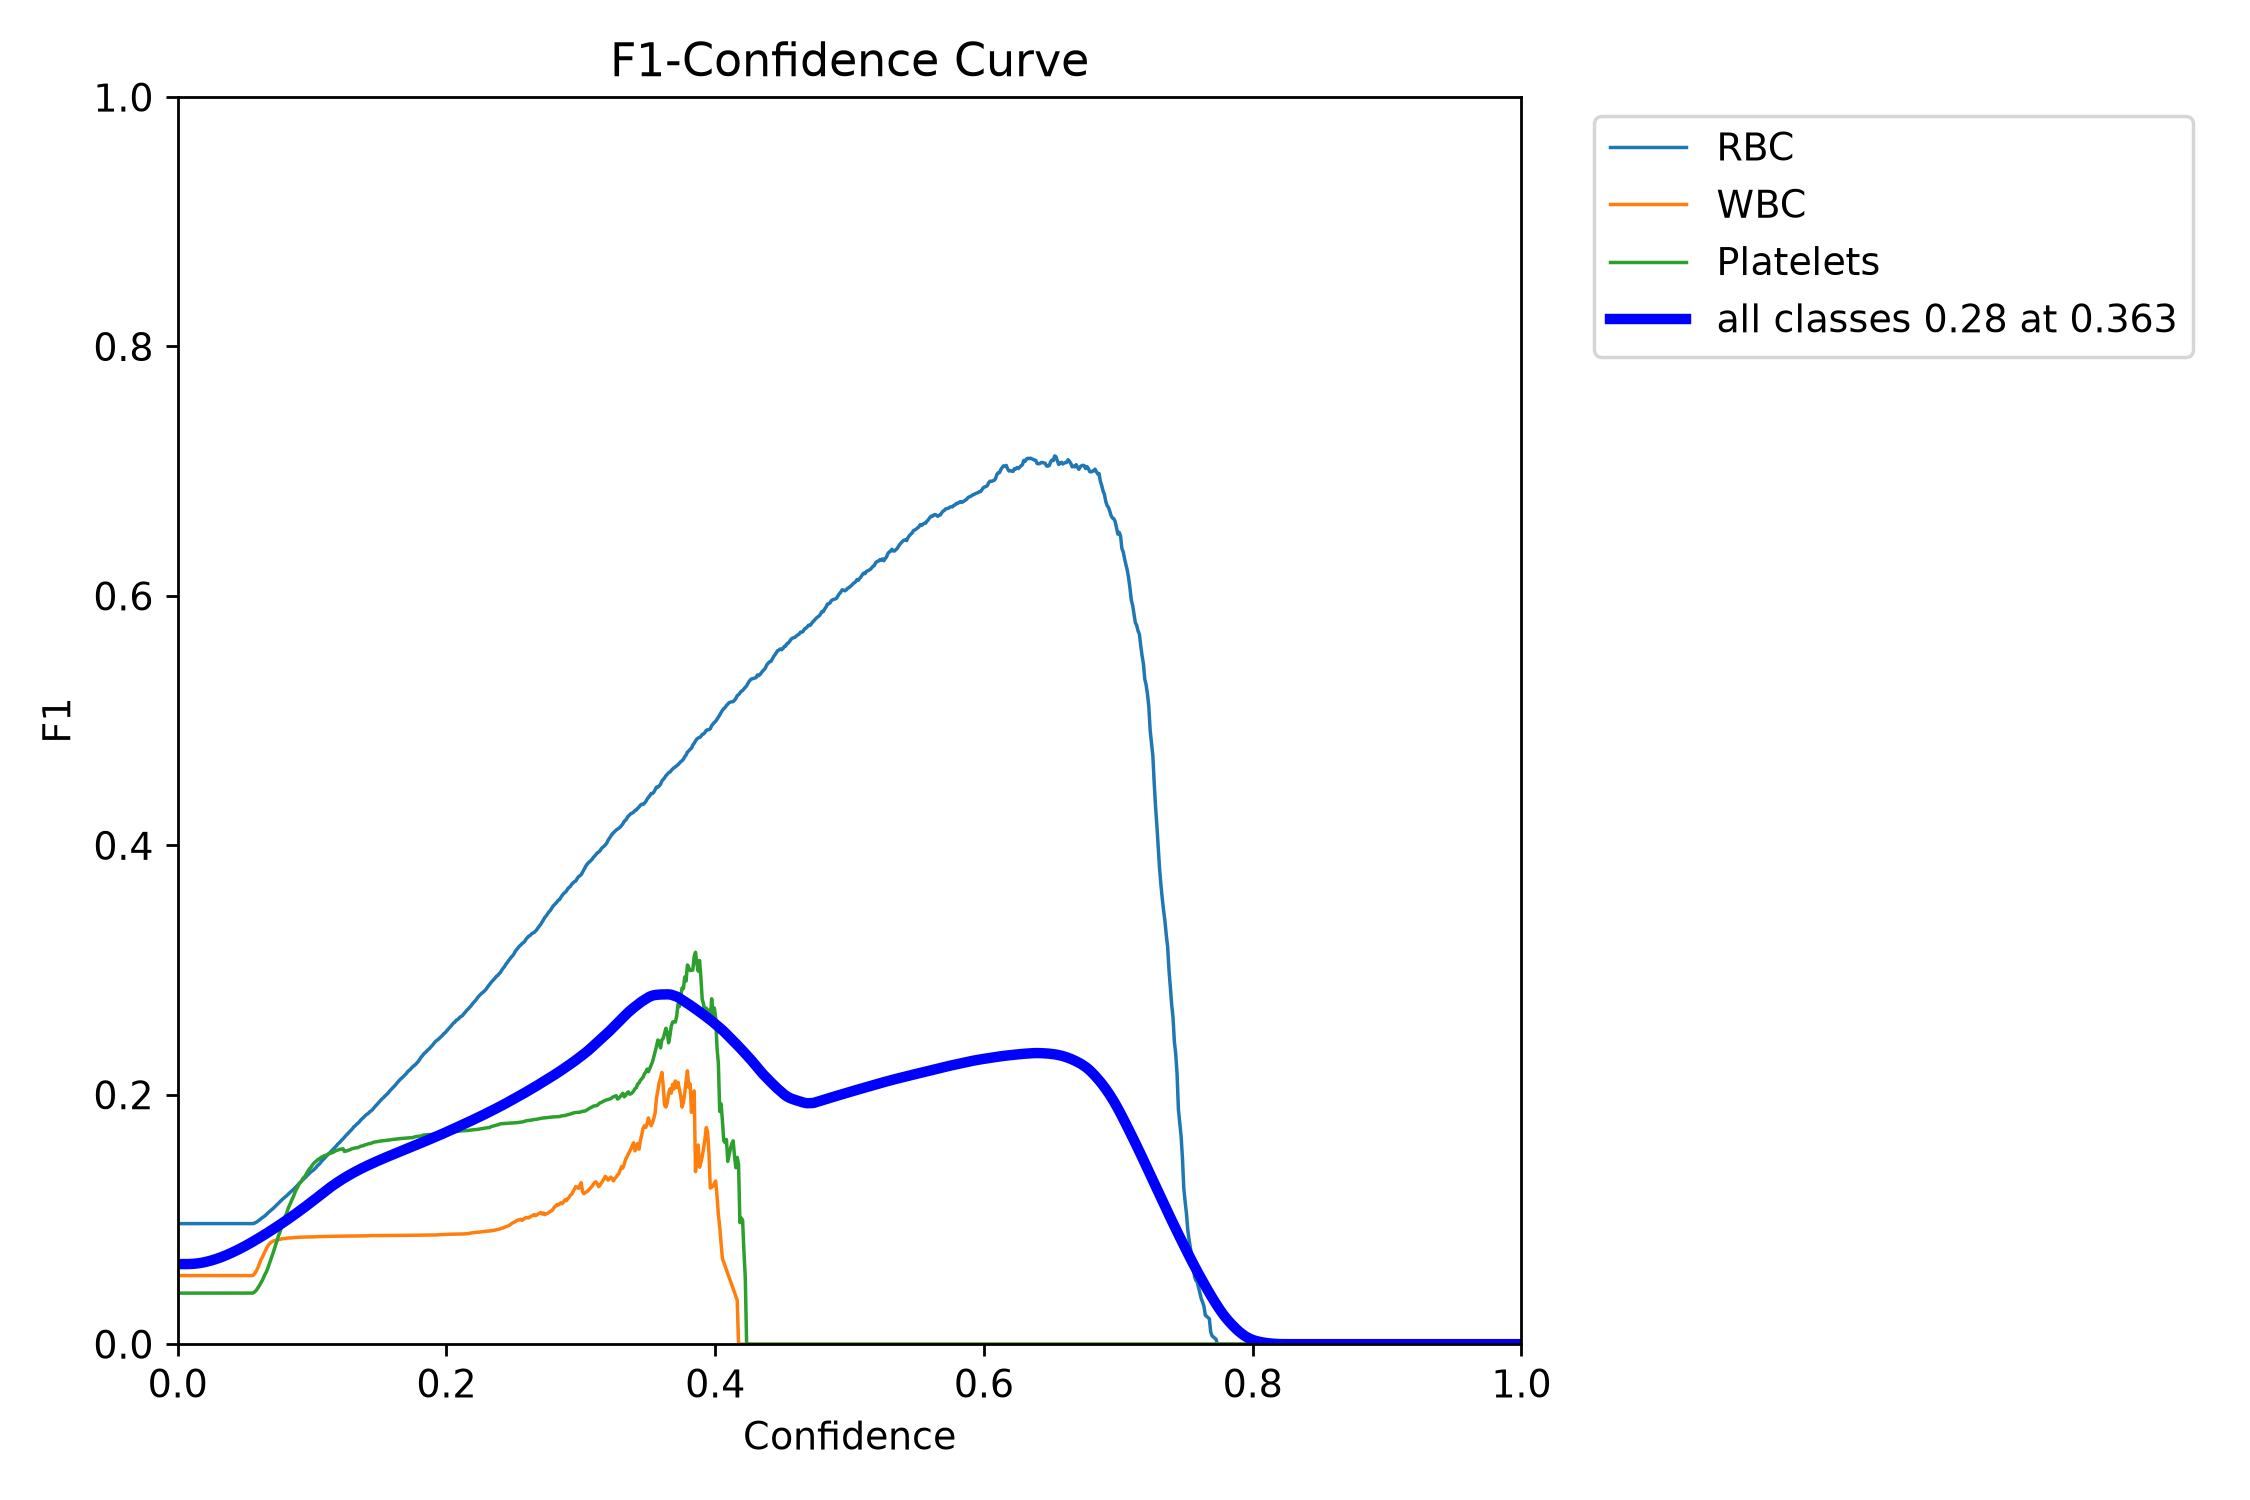 F1-Confidence Curve
1.0
0.8
0.6
0.4
0.2
0.0
F1
0.0 0.2 0.4 0.6 0.8 1.0
Confidence
RBC
WBC
Platelets
all classes 0.28 at 0.363